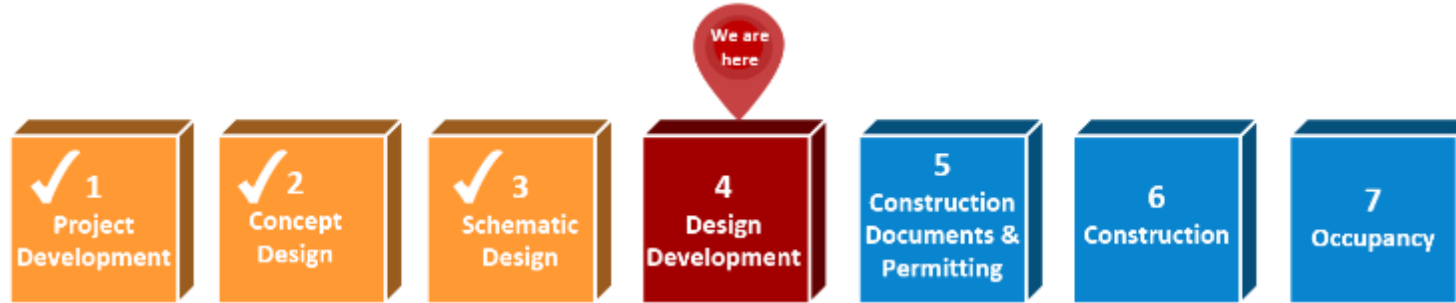 We are
here
1
Project
Development
2
Concept
Design
3
Schematic
Design
4
Design
Development
5
Construction
Documents &
Permitting
6
Construction
7
Occupancy